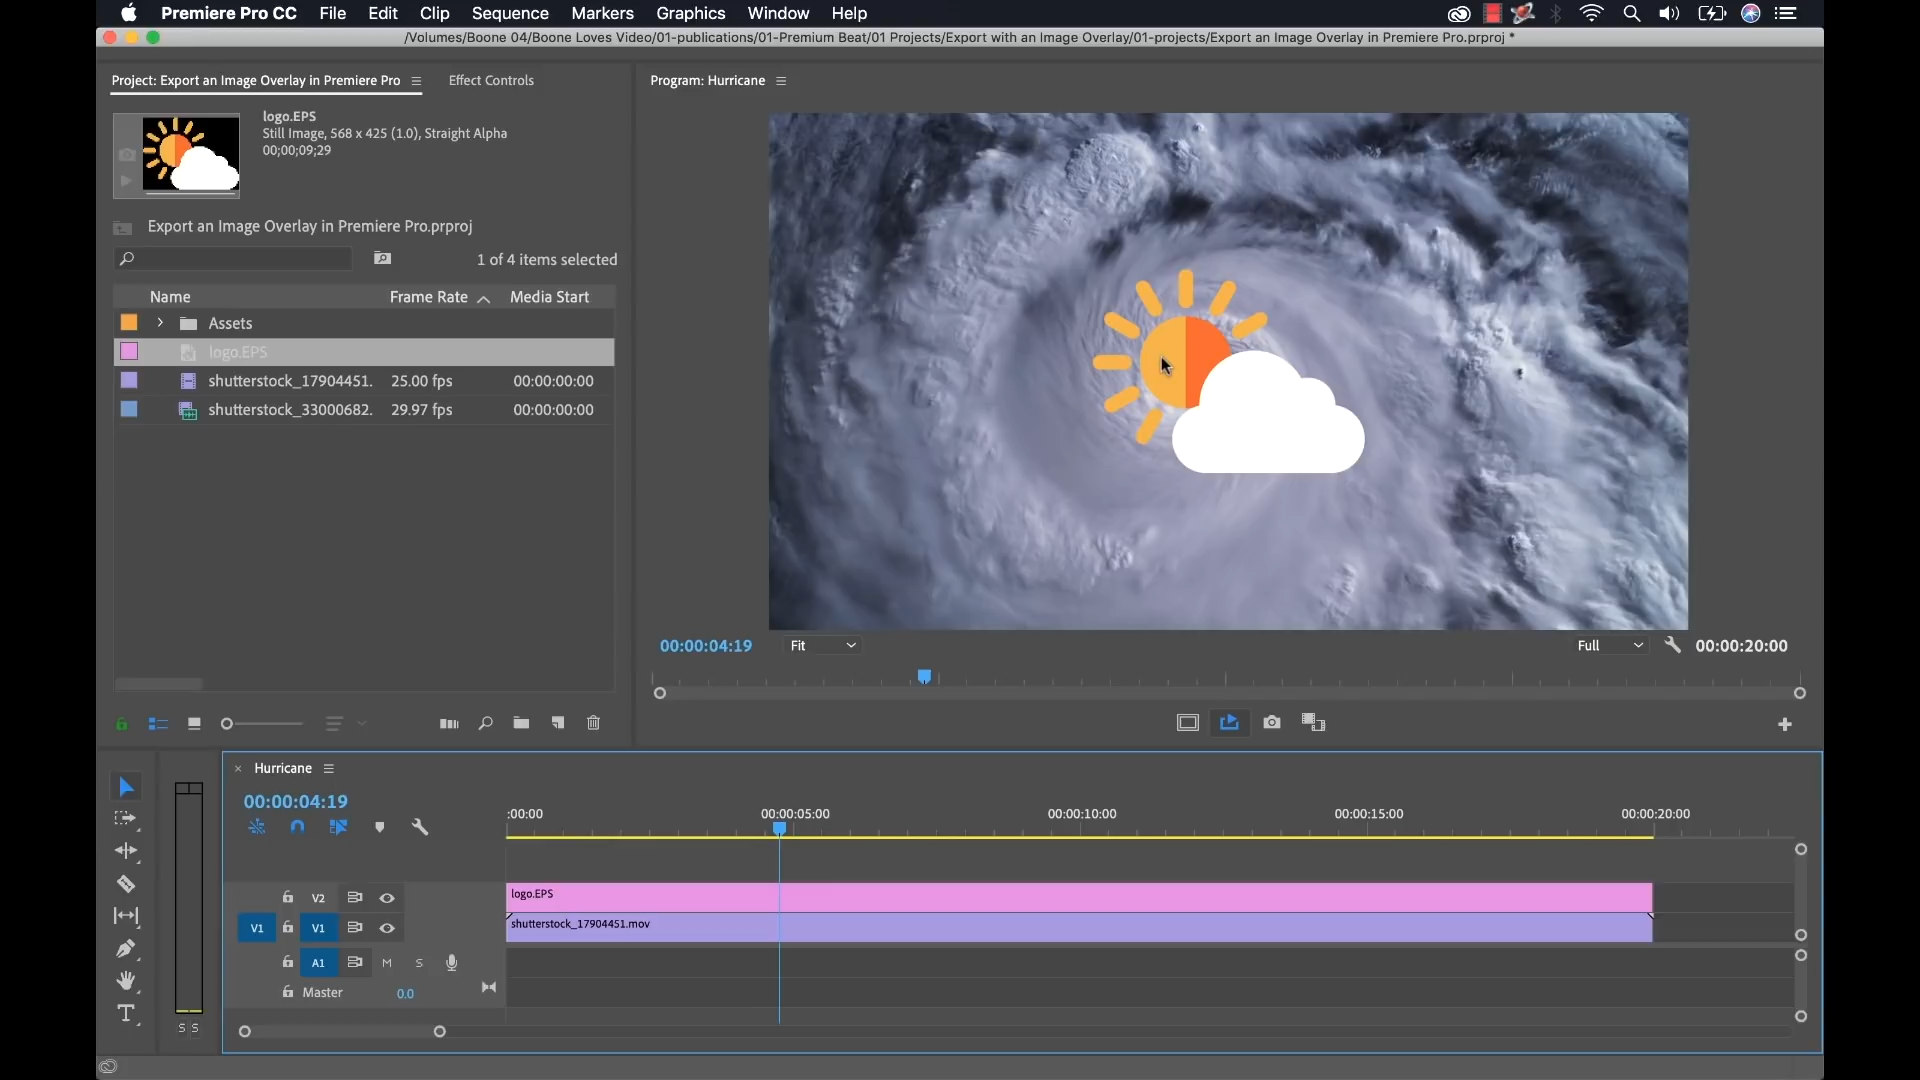 Premiere Pro CC File Edit Clip Sequence Markers Graphics Window Help
/Volumes/Boone 04/Boone Loves Video/01-publications/01-Premium Beat/01 Projects/Export with an Image Overlay/01-projects/Export an Image Overlay in Premiere Pro.prproj *
Project: Export an Image Overlay in Premiere Pro Effect Controls
Program: Hurricane
logo.EPS
Still Image, 568 x 425 (1.0), Straight Alpha
00;00;09;29
Export an Image Overlay in Premiere Pro.prproj
1 of 4 items selected
Name Frame Rate Media Start
Assets
logo.EPS
shutterstock_17904451. 25.00 fps 00:00:00:00
shutterstock_33000682. 29.97 fps 00:00:00:00
00:00:04:19 Fit Full 00:00:20:00
× Hurricane
00:00:04:19
:00:00 00:00:05:00 00:00:10:00 00:00:15:00 00:00:20:00
V2 logo.EPS
V1 V1 shutterstock_17904451.mov
A1 M S
Master 0.0
S S
T